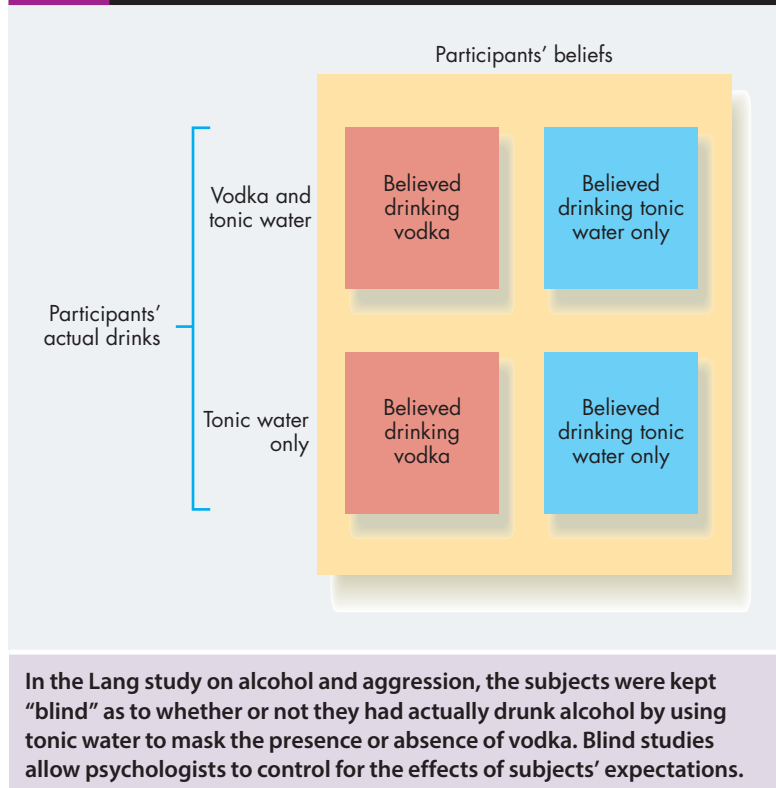 Participants’ beliefs
Vodka and
tonic water
Believed
drinking
vodka
Believed
drinking tonic
water only
Participants’
actual drinks
Tonic water
only
Believed
drinking
vodka
Believed
drinking tonic
water only
In the Lang study on alcohol and aggression, the subjects were kept
“blind” as to whether or not they had actually drunk alcohol by using
tonic water to mask the presence or absence of vodka. Blind studies
allow psychologists to control for the effects of subjects’ expectations.